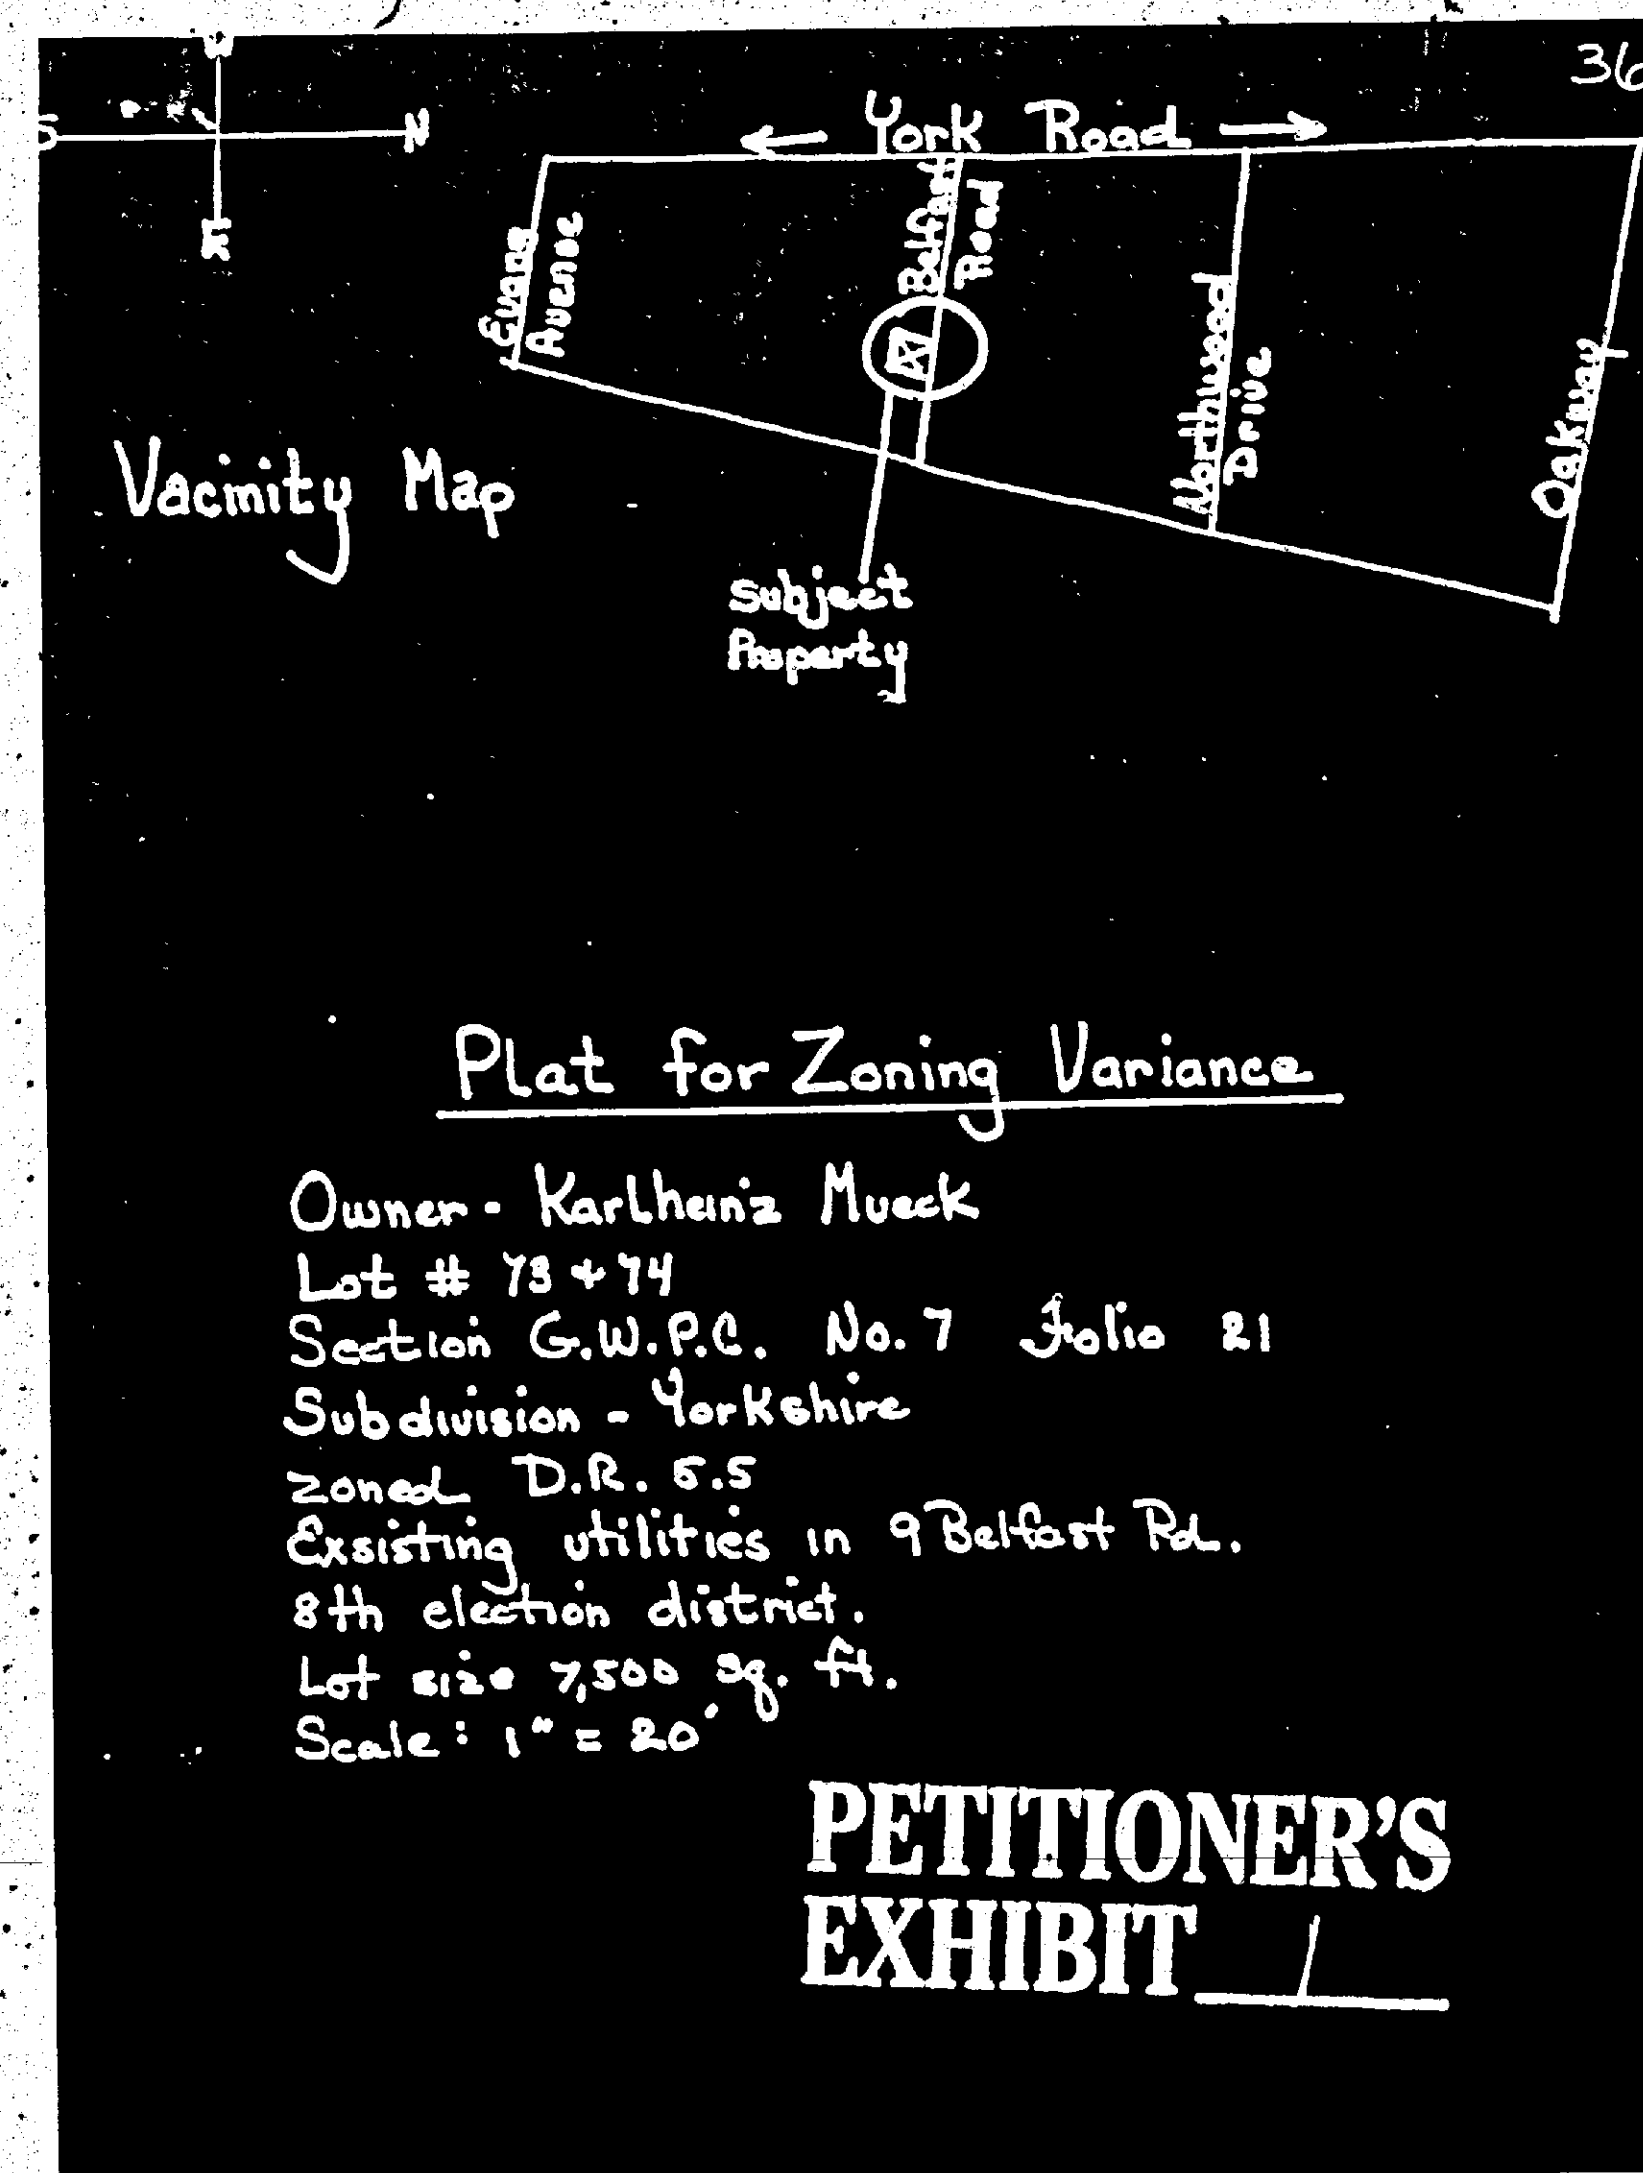 36
W
S
N
E
← York Road →
Evans
Avenue
Belfast
Road
Northwood
Drive
Oakway
Vacinity Map
Subject
Property
Plat for Zoning Variance
Owner - Karlheinz Mueck
Lot # 73 + 74
Section G.W.P.C. No. 7 Folio 21
Subdivision - Yorkshire
Zoned D.R. 5.5
Exsisting utilities in 9 Belfast Rd.
8th election district.
Lot size 7,500 sq. ft.
Scale: 1" = 20'
PETITIONER'S
EXHIBIT 1